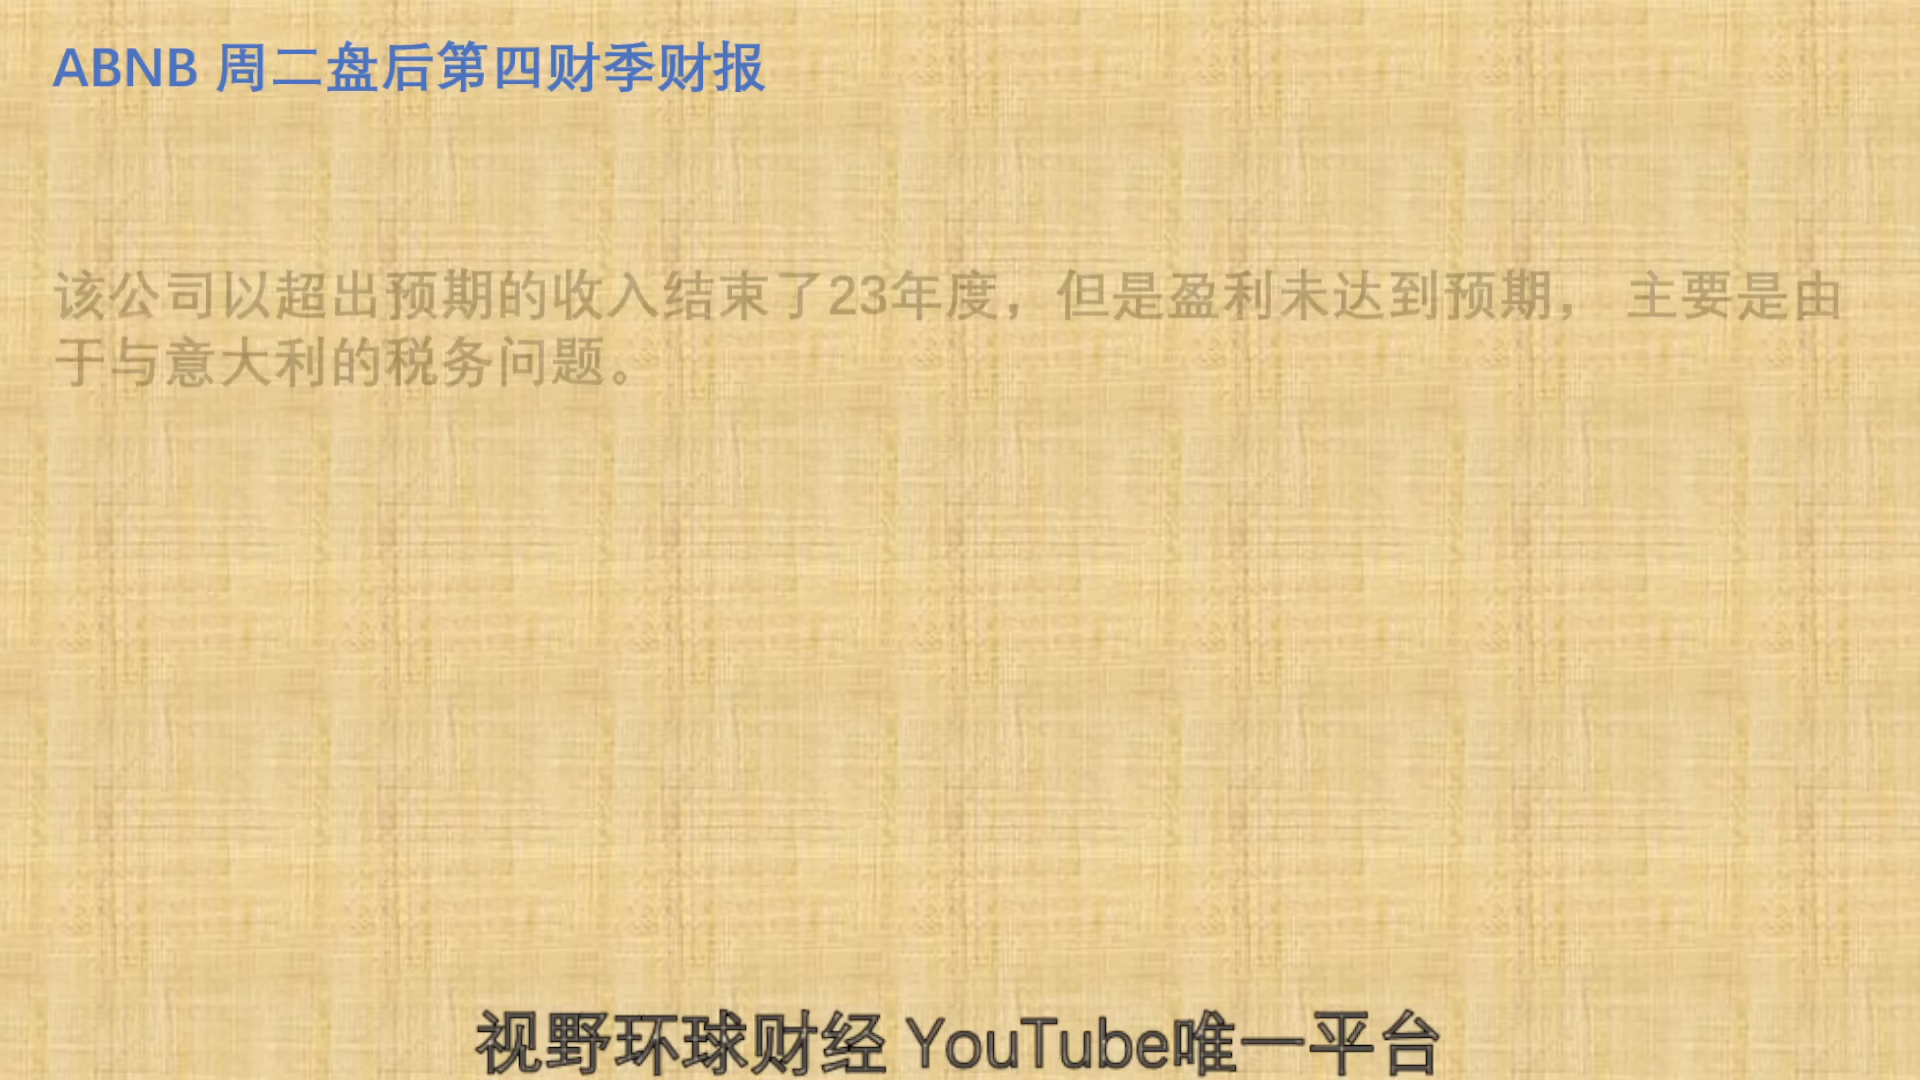 ABNB 周二盘后第四财季财报
该公司以超出预期的收入结束了23年度，但是盈利未达到预期， 主要是由
于与意大利的税务问题。
视野环球财经 YouTube唯一平台